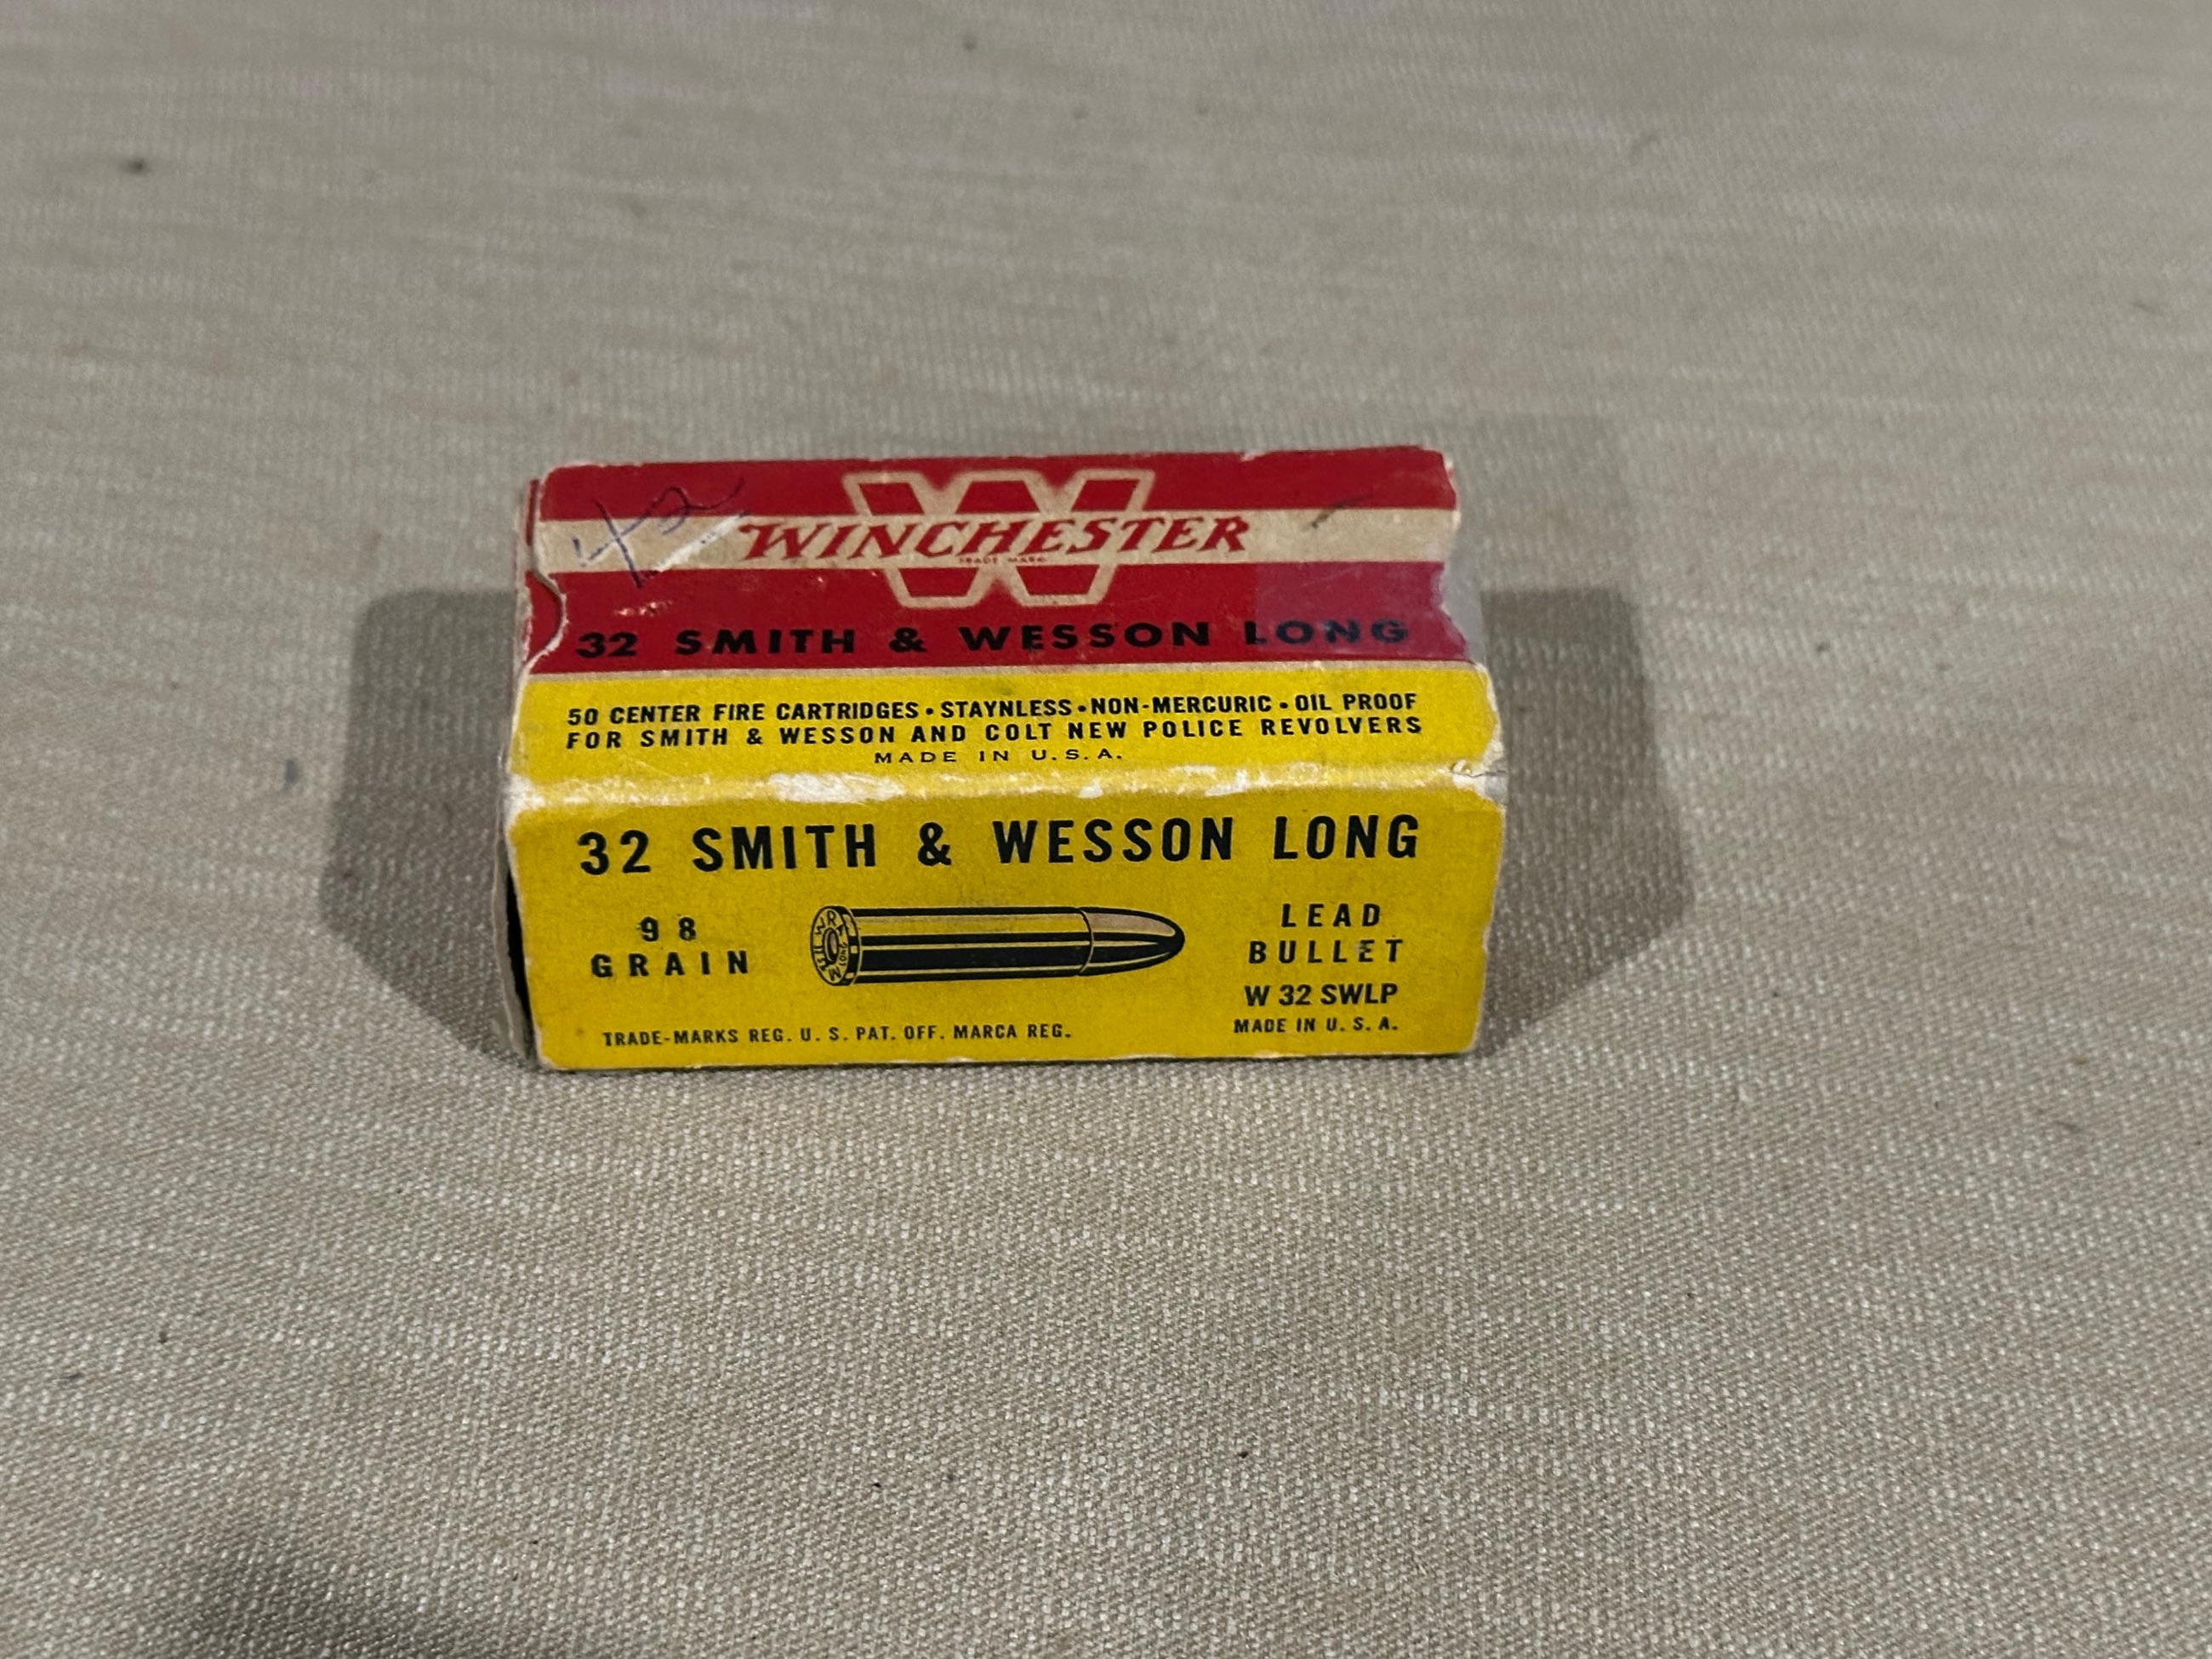 WINCHESTER
TRADE MARK
32 SMITH & WESSON LONG
50 CENTER FIRE CARTRIDGES • STAYNLESS • NON-MERCURIC • OIL PROOF
FOR SMITH & WESSON AND COLT NEW POLICE REVOLVERS
MADE IN U.S.A.
32 SMITH & WESSON LONG
98
GRAIN
LEAD
BULLET
W 32 SWLP
MADE IN U. S. A.
TRADE-MARKS REG. U. S. PAT. OFF. MARCA REG.